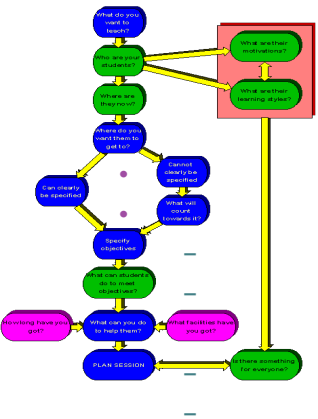 What do you
want to
teach?
Who are your
students?
What are their
motivations?
Where are
they now?
What are their
learning styles?
Where do you
want them to
get to?
Cannot
clearly be
specified
Can clearly
be specified
What will
count
towards it?
Specify
objectives
What can students
do to meet
objectives?
How long have you
got?
What can you do
to help them?
What facilities have
you got?
PLAN SESSION
Is there something
for everyone?